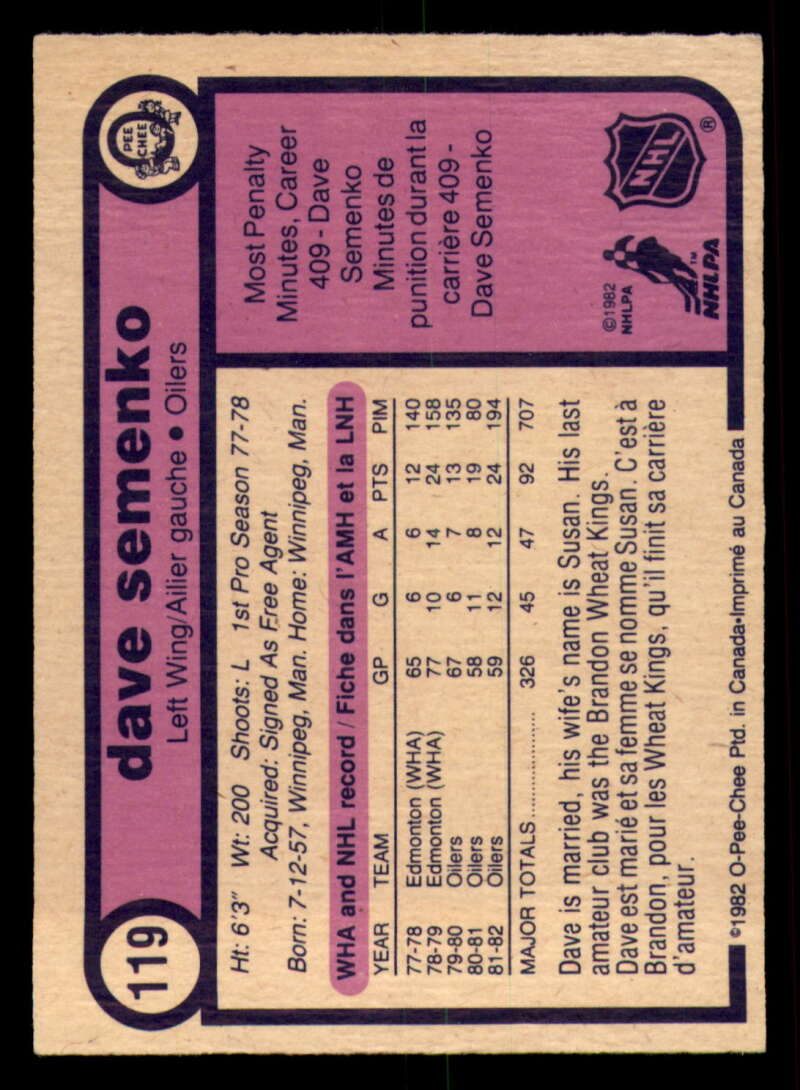 119
dave semenko
Left Wing/Ailier gauche • Oilers
O
PEE
CHEE
Ht: 6'3" Wt: 200 Shoots: L 1st Pro Season 77-78
Acquired: Signed As Free Agent
Born: 7-12-57, Winnipeg, Man. Home: Winnipeg, Man.
WHA and NHL record / Fiche dans l'AMH et la LNH
YEAR TEAM GP G A PTS PIM
77-78 Edmonton (WHA) 65 6 6 12 140
78-79 Edmonton (WHA) 77 10 14 24 158
79-80 Oilers 67 6 7 13 135
80-81 Oilers 58 11 8 19 80
81-82 Oilers 59 12 12 24 194
MAJOR TOTALS.................. 326 45 47 92 707
Dave is married, his wife's name is Susan. His last
amateur club was the Brandon Wheat Kings.
Dave est marié et sa femme se nomme Susan. C'est à
Brandon, pour les Wheat Kings, qu'il finit sa carrière
d'amateur.
Most Penalty
Minutes, Career
409 - Dave
Semenko
Minutes de
punition durant la
carrière 409 -
Dave Semenko
©1982
NHLPA
NHLPA™
NHL®
©1982 O-Pee-Chee Ptd. in Canada•Imprimé au Canada